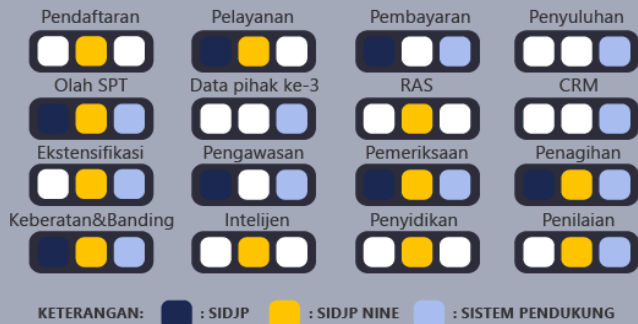 Pendaftaran Pelayanan Pembayaran Penyuluhan
Olah SPT Data pihak ke-3 RAS CRM
Ekstensifikasi Pengawasan Pemeriksaan Penagihan
Keberatan&Banding Intelijen Penyidikan Penilaian
KETERANGAN: : SIDJP : SIDJP NINE : SISTEM PENDUKUNG